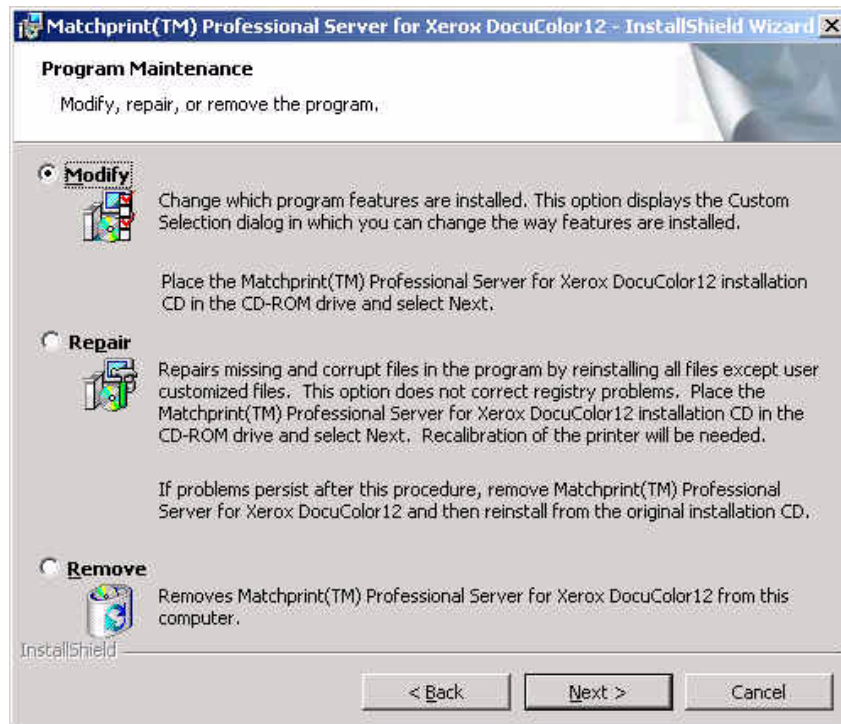 Matchprint(TM) Professional Server for Xerox DocuColor12 - InstallShield Wizard
Program Maintenance
Modify, repair, or remove the program.
Modify
Change which program features are installed. This option displays the Custom
Selection dialog in which you can change the way features are installed.
Place the Matchprint(TM) Professional Server for Xerox DocuColor12 installation
CD in the CD-ROM drive and select Next.
Repair
Repairs missing and corrupt files in the program by reinstalling all files except user
customized files.  This option does not correct registry problems.  Place the
Matchprint(TM) Professional Server for Xerox DocuColor12 installation CD in the
CD-ROM drive and select Next.  Recalibration of the printer will be needed.
If problems persist after this procedure, remove Matchprint(TM) Professional
Server for Xerox DocuColor12 and then reinstall from the original installation CD.
Remove
Removes Matchprint(TM) Professional Server for Xerox DocuColor12 from this
computer.
InstallShield
< Back Next > Cancel